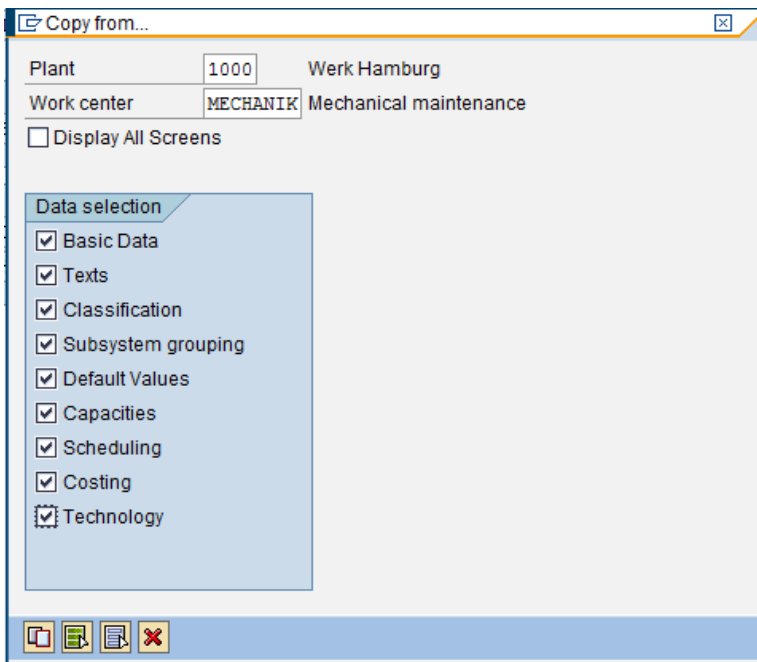 Copy from...
Plant 1000 Werk Hamburg
Work center MECHANIK Mechanical maintenance
Display All Screens
Data selection
Basic Data
Texts
Classification
Subsystem grouping
Default Values
Capacities
Scheduling
Costing
Technology